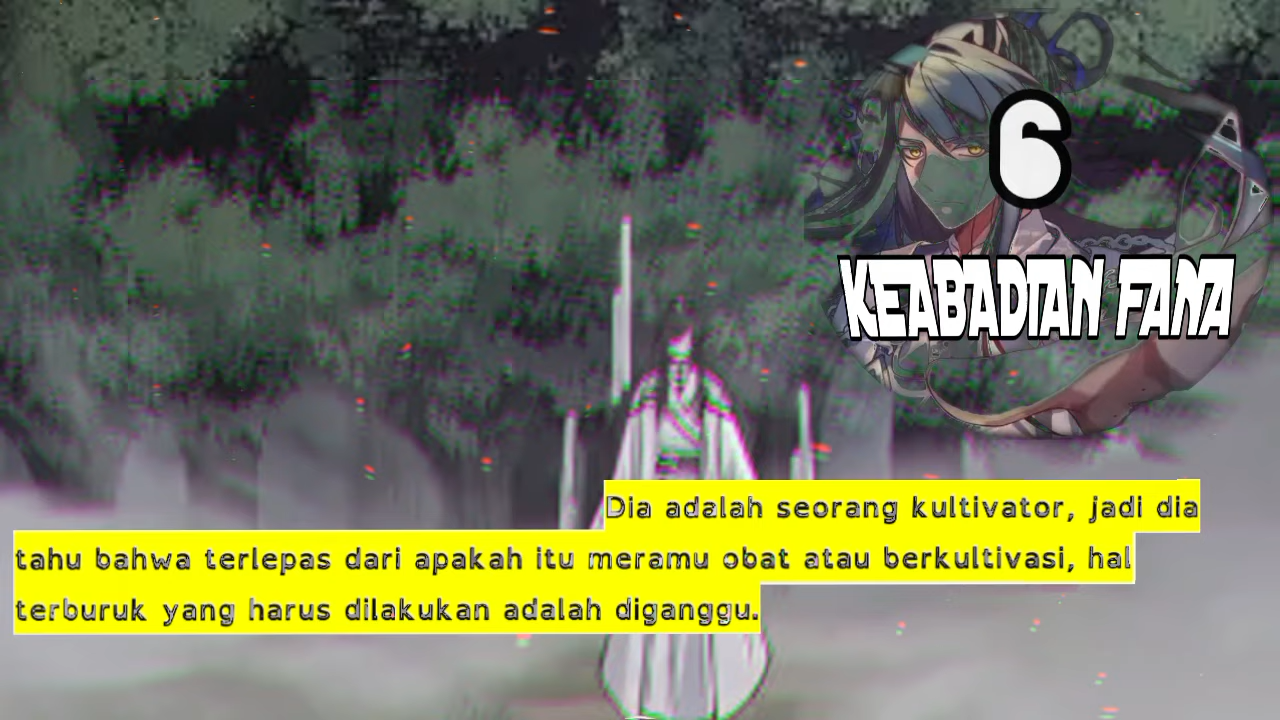 6
KEABADIAN FANA
Dia adalah seorang kultivator, jadi dia
tahu bahwa terlepas dari apakah itu meramu obat atau berkultivasi, hal
terburuk yang harus dilakukan adalah diganggu.